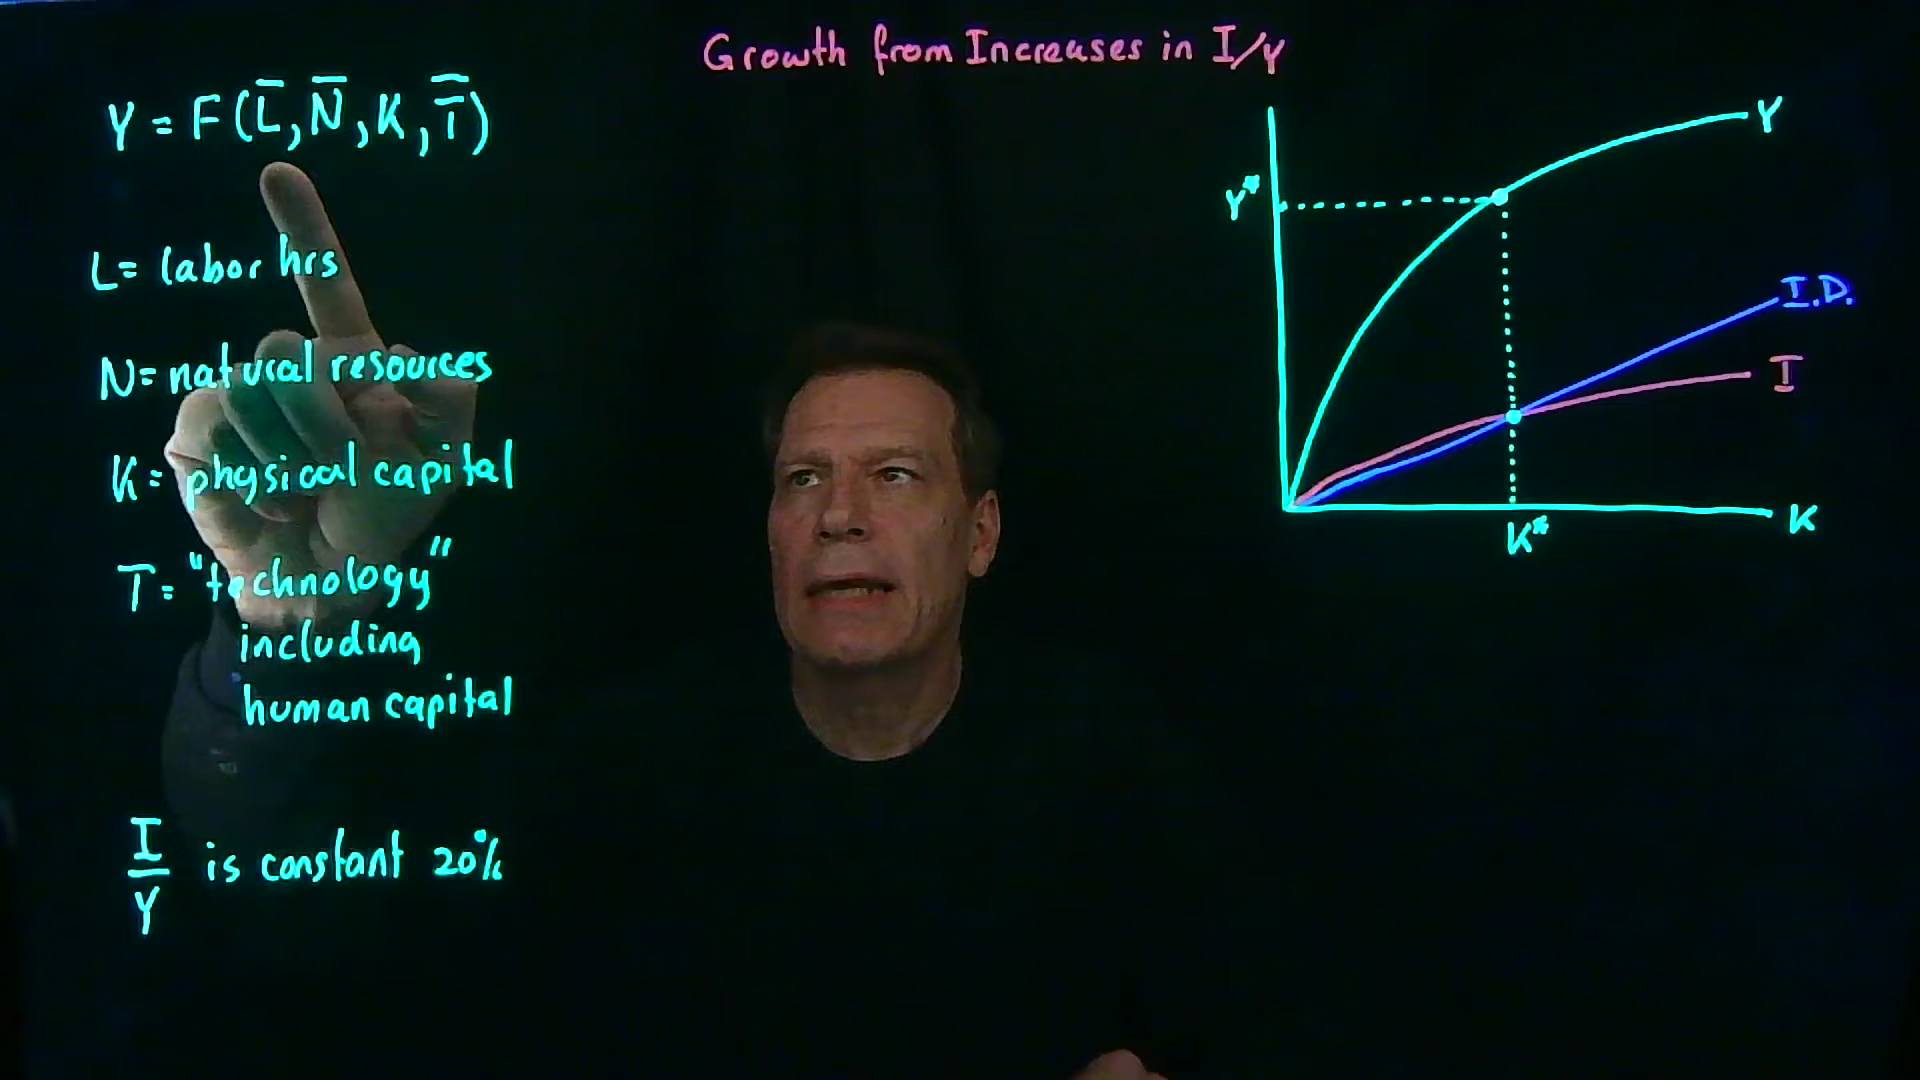 Growth from Increases in I/Y
Y = F(L̅, N̅, K, T̅)
L = labor hrs
N = natural resources
K = physical capital
T = "technology"
including
human capital
I/Y is constant 20%
Y
Y*
I.D.
I
K
K*